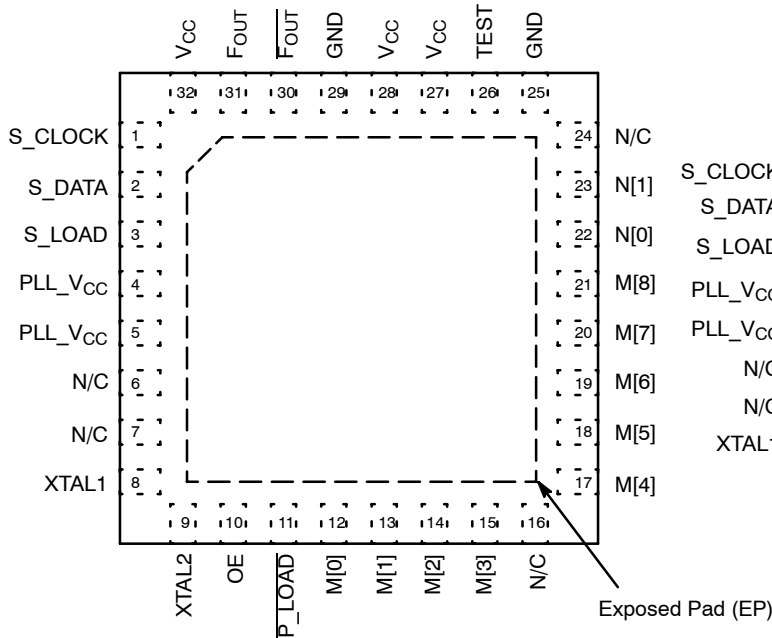 VCC FOUT F̅O̅U̅T̅ GND VCC VCC TEST GND
32 31 30 29 28 27 26 25
S_CLOCK 1 24 N/C
S_DATA 2 23 N[1]
S_LOAD 3 22 N[0]
PLL_VCC 4 21 M[8]
PLL_VCC 5 20 M[7]
N/C 6 19 M[6]
N/C 7 18 M[5]
XTAL1 8 17 M[4]
9 10 11 12 13 14 15 16
XTAL2 OE P̅_̅L̅O̅A̅D̅ M[0] M[1] M[2] M[3] N/C
Exposed Pad (EP)
S_CLOCK
S_DATA
S_LOAD
PLL_VCC
PLL_VCC
N/C
N/C
XTAL1